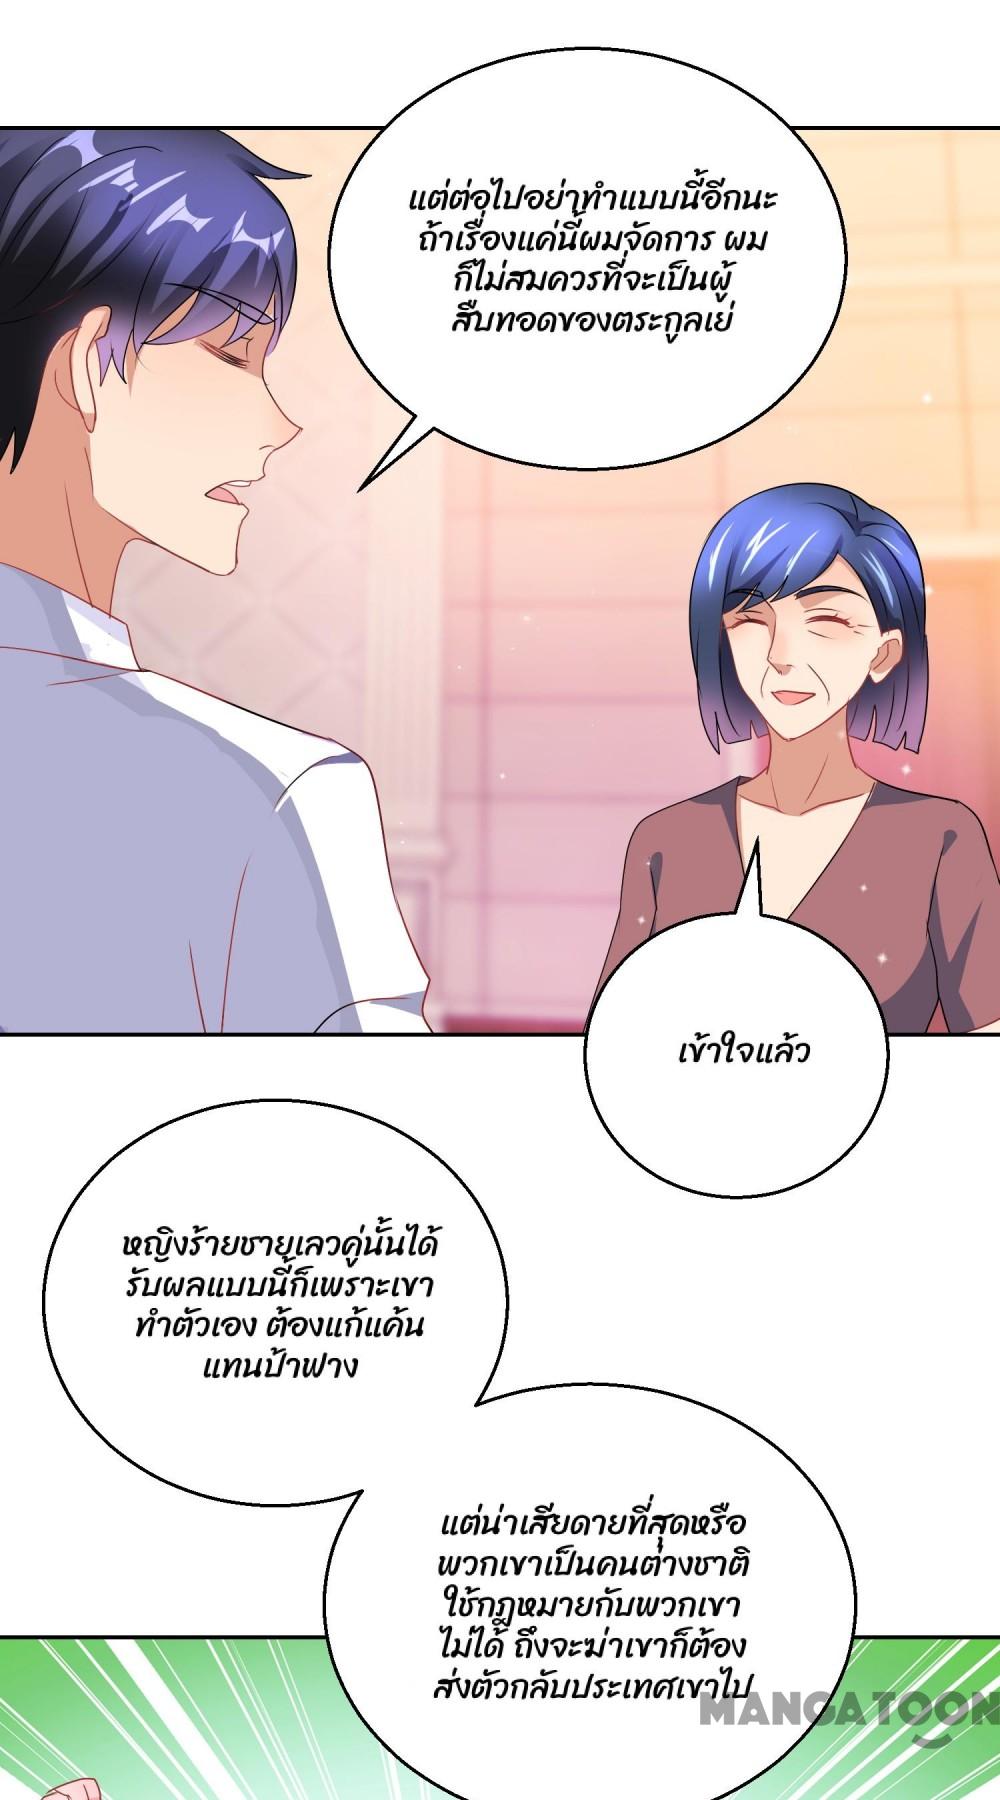 แต่ต่อไปอย่าทำแบบนี้อีกนะ
ถ้าเรื่องแค่นี้ผมจัดการ ผม
ก็ไม่สมควรที่จะเป็นผู้
สืบทอดของตระกูลเย่
เข้าใจแล้ว
หญิงร้ายชายเลวคู่นั้นได้
รับผลแบบนี้ก็เพราะเขา
ทำตัวเอง ต้องแก้แค้น
แทนป้าฟาง
แต่น่าเสียดายที่สุดหรือ
พวกเขาเป็นคนต่างชาติ
ใช้กฎหมายกับพวกเขา
ไม่ได้ ถึงจะฆ่าเขาก็ต้อง
ส่งตัวกลับประเทศเขาไป
MANGATOON